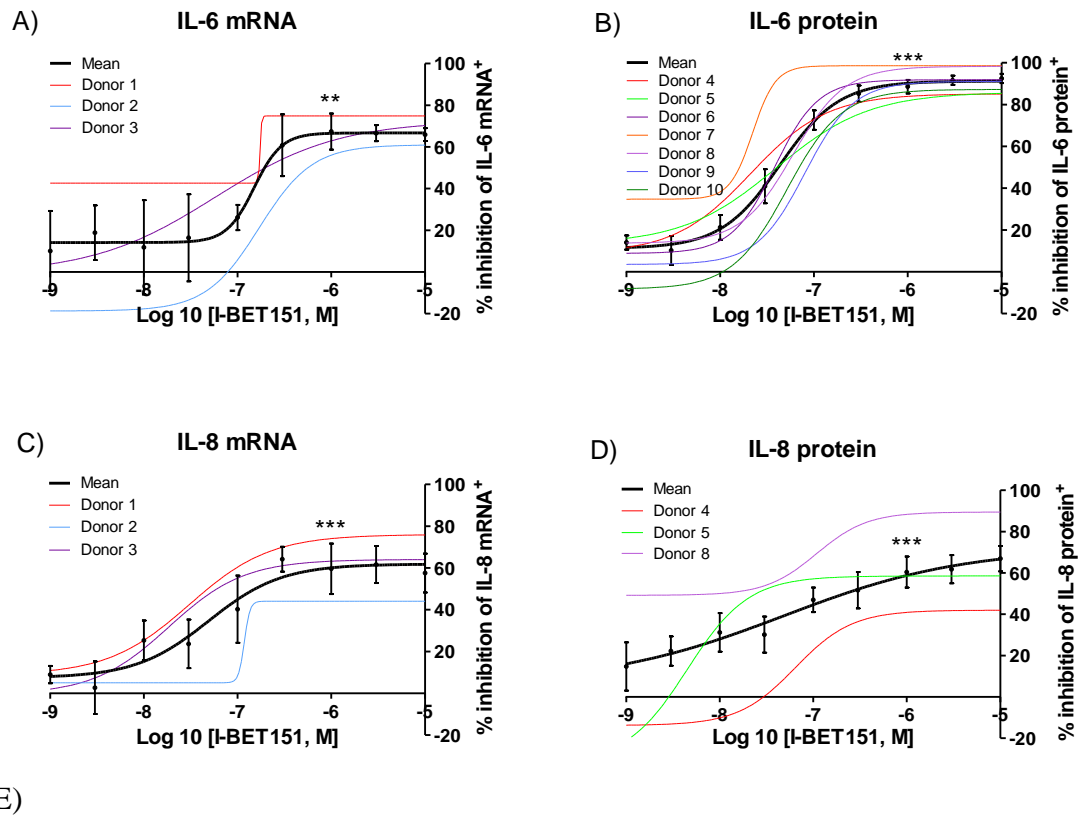 A)
IL-6 mRNA
Mean
Donor 1
Donor 2
Donor 3
**
100
80
60
40
20
-20
-9
-8
-7
-6
-5
Log 10 [I-BET151, M]
% inhibition of IL-6 mRNA+
B)
IL-6 protein
Mean
Donor 4
Donor 5
Donor 6
Donor 7
Donor 8
Donor 9
Donor 10
***
100
80
60
40
20
-20
-9
-8
-7
-6
-5
Log 10 [I-BET151, M]
% inhibition of IL-6 protein+
C)
IL-8 mRNA
Mean
Donor 1
Donor 2
Donor 3
***
100
80
60
40
20
-20
-9
-8
-7
-6
-5
Log 10 [I-BET151, M]
% inhibition of IL-8 mRNA+
D)
IL-8 protein
Mean
Donor 4
Donor 5
Donor 8
***
100
80
60
40
20
-20
-9
-8
-7
-6
-5
Log 10 [I-BET151, M]
% inhibition of IL-8 protein+
E)